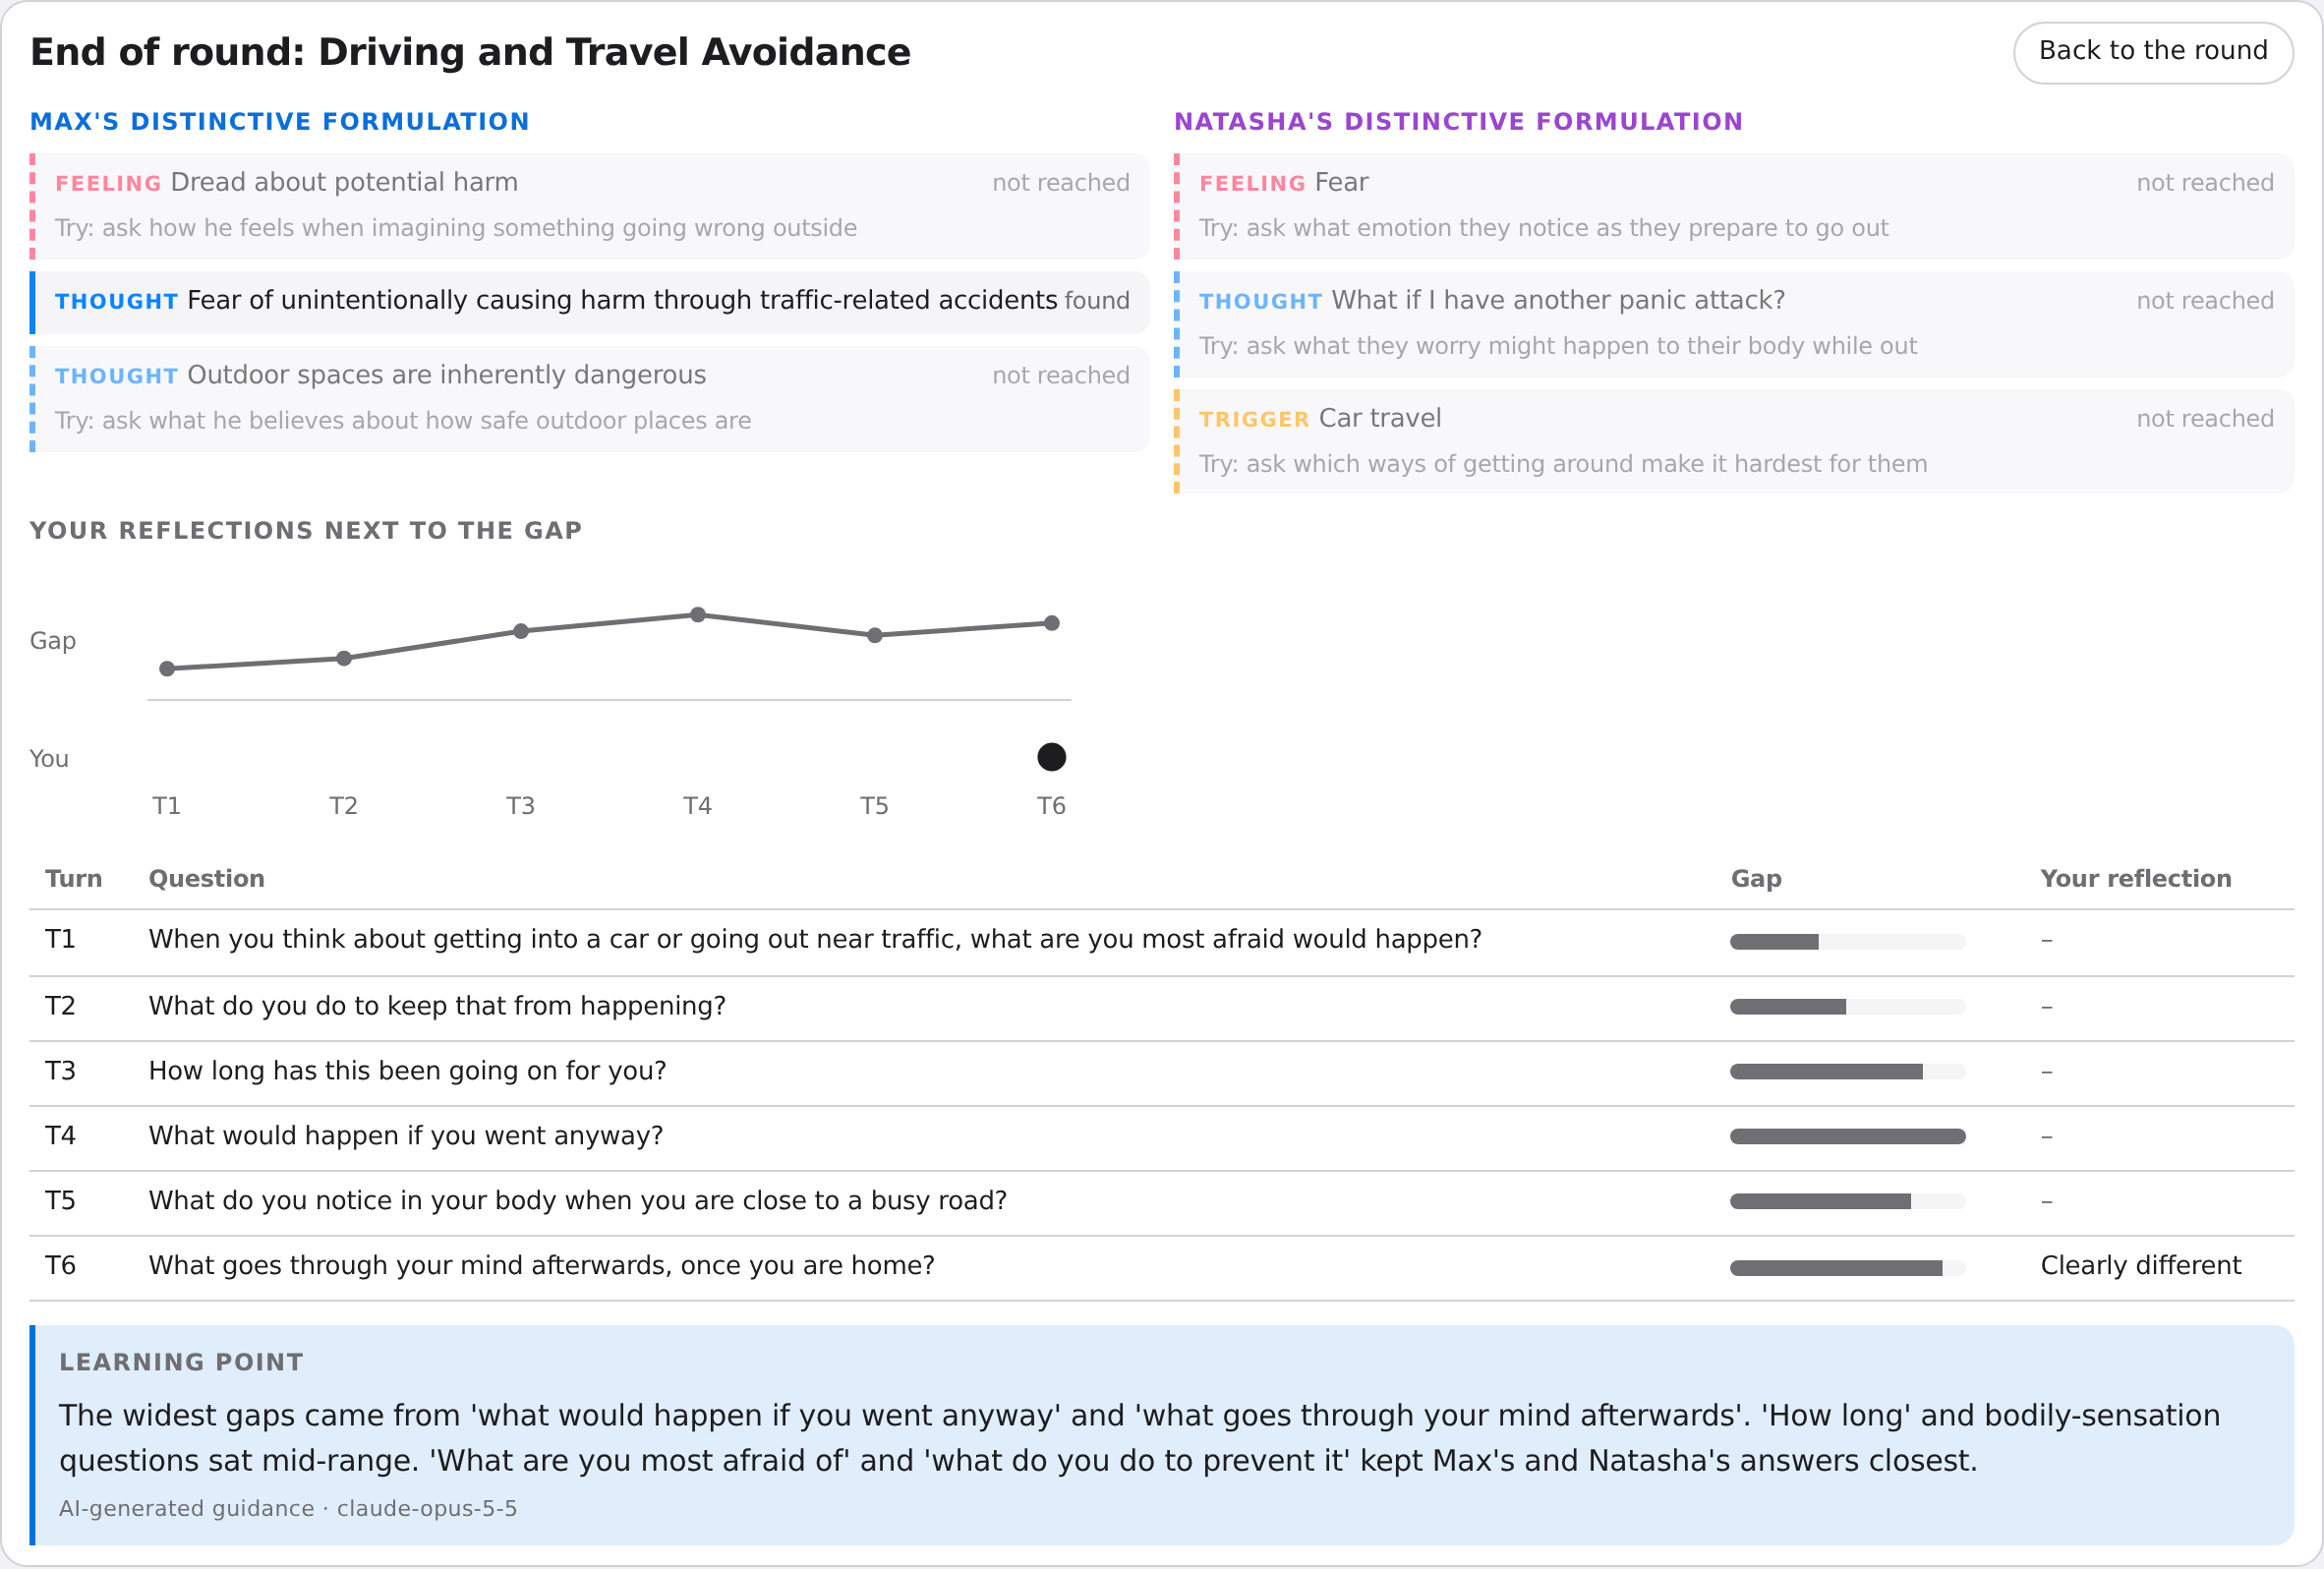 End of round: Driving and Travel Avoidance
Back to the round
MAX'S DISTINCTIVE FORMULATION
FEELING Dread about potential harm not reached
Try: ask how he feels when imagining something going wrong outside
THOUGHT Fear of unintentionally causing harm through traffic-related accidents found
THOUGHT Outdoor spaces are inherently dangerous not reached
Try: ask what he believes about how safe outdoor places are
NATASHA'S DISTINCTIVE FORMULATION
FEELING Fear not reached
Try: ask what emotion they notice as they prepare to go out
THOUGHT What if I have another panic attack? not reached
Try: ask what they worry might happen to their body while out
TRIGGER Car travel not reached
Try: ask which ways of getting around make it hardest for them
YOUR REFLECTIONS NEXT TO THE GAP
Gap
You
T1 T2 T3 T4 T5 T6
Turn Question Gap Your reflection
T1 When you think about getting into a car or going out near traffic, what are you most afraid would happen? –
T2 What do you do to keep that from happening? –
T3 How long has this been going on for you? –
T4 What would happen if you went anyway? –
T5 What do you notice in your body when you are close to a busy road? –
T6 What goes through your mind afterwards, once you are home? Clearly different
LEARNING POINT
The widest gaps came from 'what would happen if you went anyway' and 'what goes through your mind afterwards'. 'How long' and bodily-sensation
questions sat mid-range. 'What are you most afraid of' and 'what do you do to prevent it' kept Max's and Natasha's answers closest.
AI-generated guidance · claude-opus-5-5